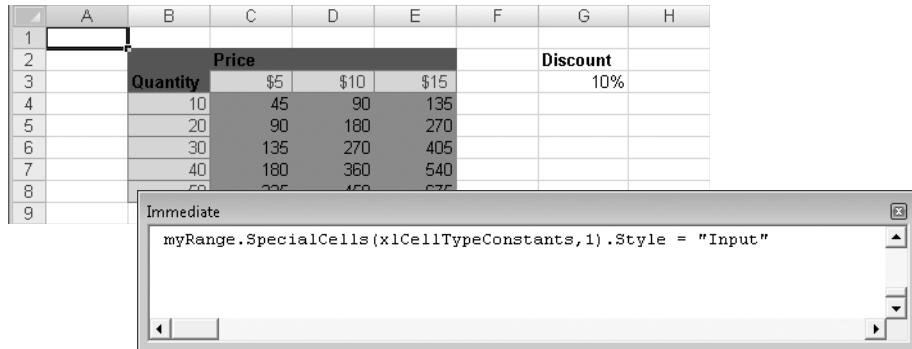 A B C D E F G H
1
2 Price Discount
3 Quantity $5 $10 $15 10%
4 10 45 90 135
5 20 90 180 270
6 30 135 270 405
7 40 180 360 540
8
9
Immediate
myRange.SpecialCells(xlCellTypeConstants,1).Style = "Input"